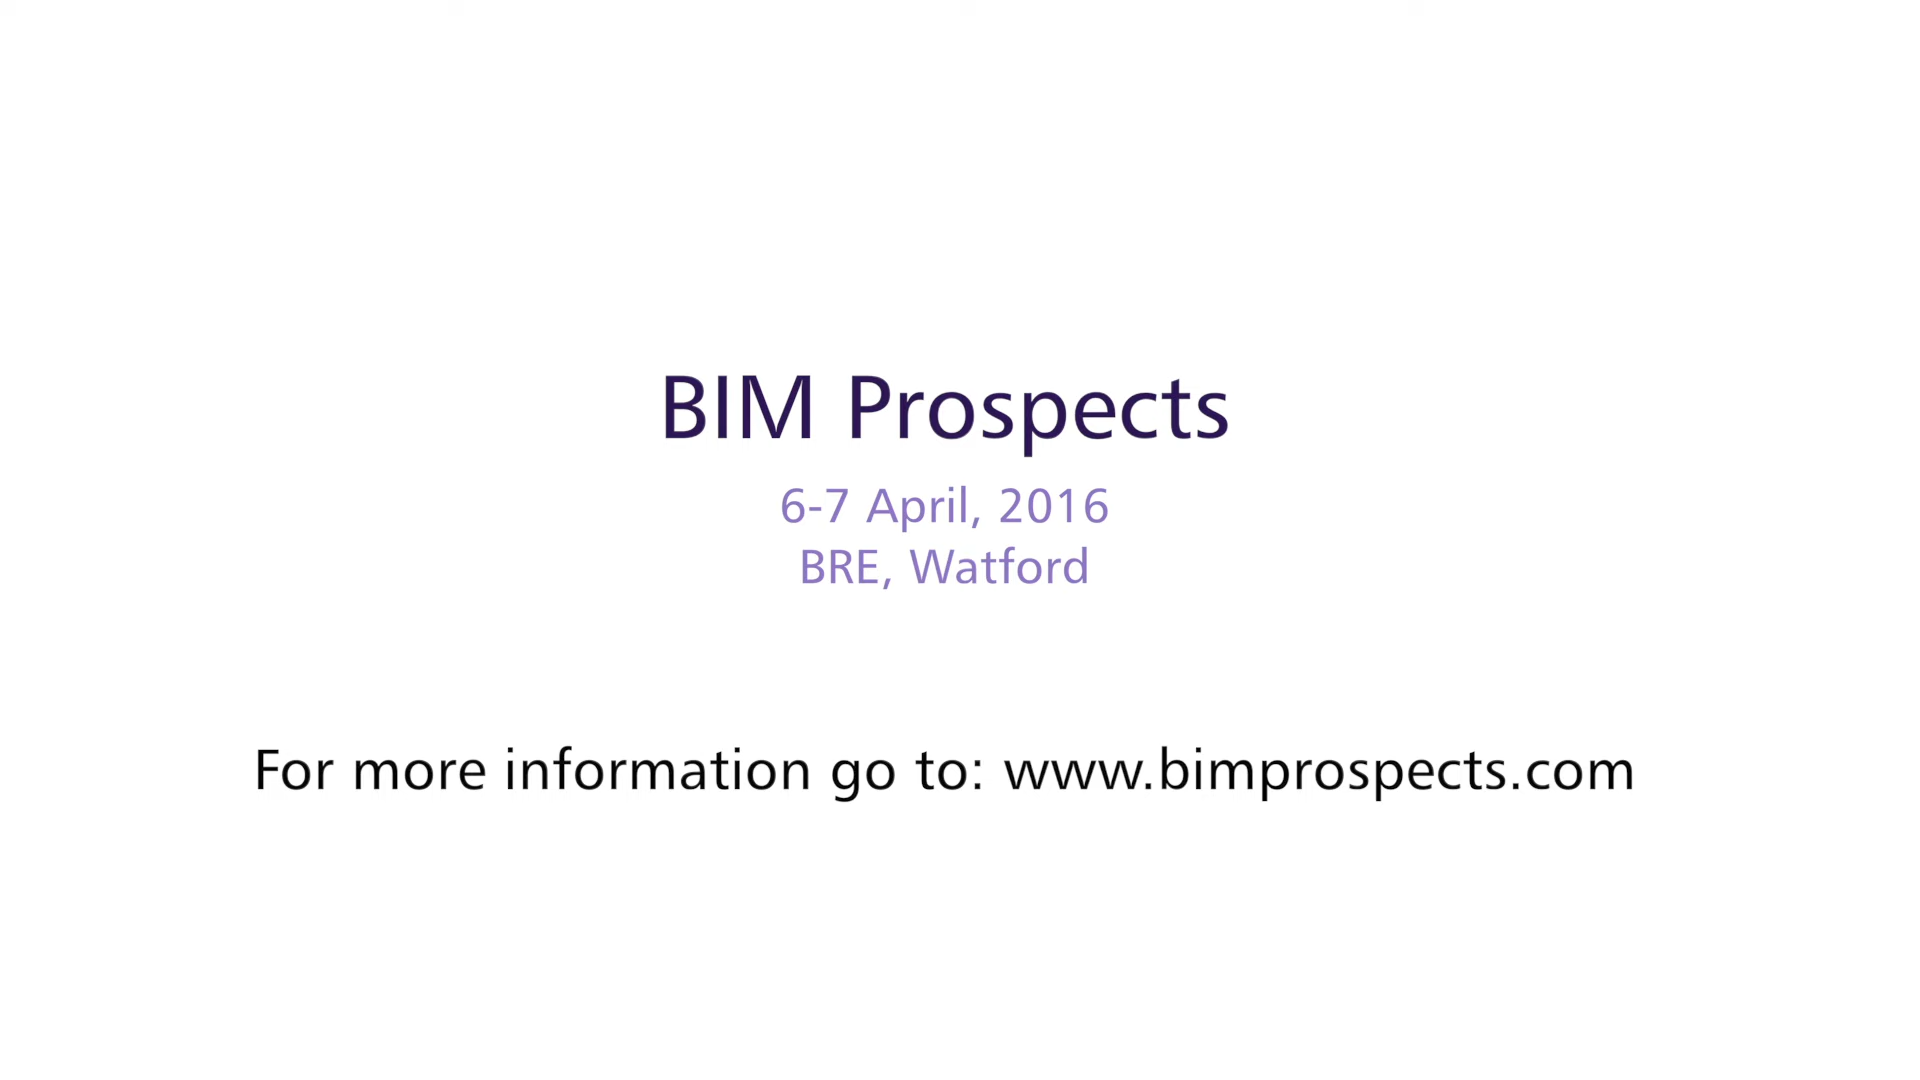 BIM Prospects
6-7 April, 2016
BRE, Watford
For more information go to: www.bimprospects.com